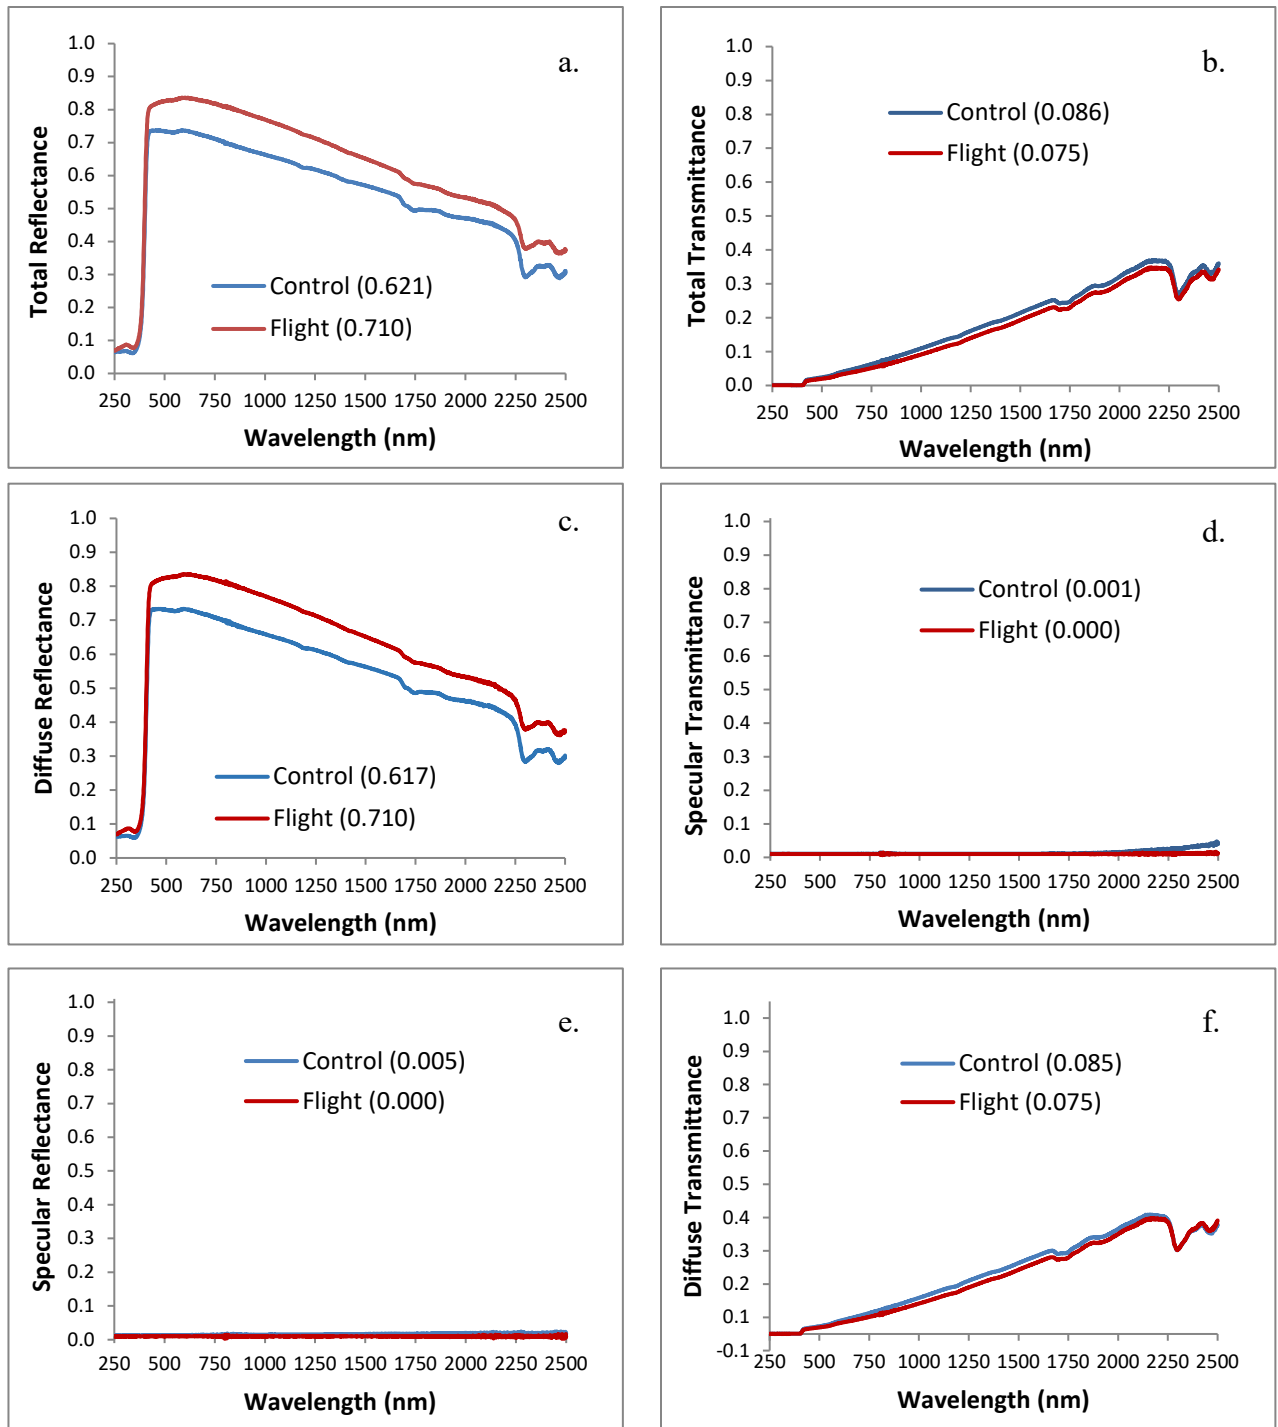 a.
1.0
0.9
0.8
0.7
0.6
0.5
0.4
0.3
0.2
0.1
0.0
Total Reflectance
Control (0.621)
Flight (0.710)
250 500 750 1000 1250 1500 1750 2000 2250 2500
Wavelength (nm)
b.
1.0
0.9
0.8
0.7
0.6
0.5
0.4
0.3
0.2
0.1
0.0
Total Transmittance
Control (0.086)
Flight (0.075)
250 500 750 1000 1250 1500 1750 2000 2250 2500
Wavelength (nm)
c.
1.0
0.9
0.8
0.7
0.6
0.5
0.4
0.3
0.2
0.1
0.0
Diffuse Reflectance
Control (0.617)
Flight (0.710)
250 500 750 1000 1250 1500 1750 2000 2250 2500
Wavelength (nm)
d.
1.0
0.9
0.8
0.7
0.6
0.5
0.4
0.3
0.2
0.1
0.0
Specular Transmittance
Control (0.001)
Flight (0.000)
250 500 750 1000 1250 1500 1750 2000 2250 2500
Wavelength (nm)
e.
1.0
0.9
0.8
0.7
0.6
0.5
0.4
0.3
0.2
0.1
0.0
Specular Reflectance
Control (0.005)
Flight (0.000)
250 500 750 1000 1250 1500 1750 2000 2250 2500
Wavelength (nm)
f.
1.0
0.9
0.8
0.7
0.6
0.5
0.4
0.3
0.2
0.1
-0.1
Diffuse Transmittance
Control (0.085)
Flight (0.075)
250 500 750 1000 1250 1500 1750 2000 2250 2500
Wavelength (nm)